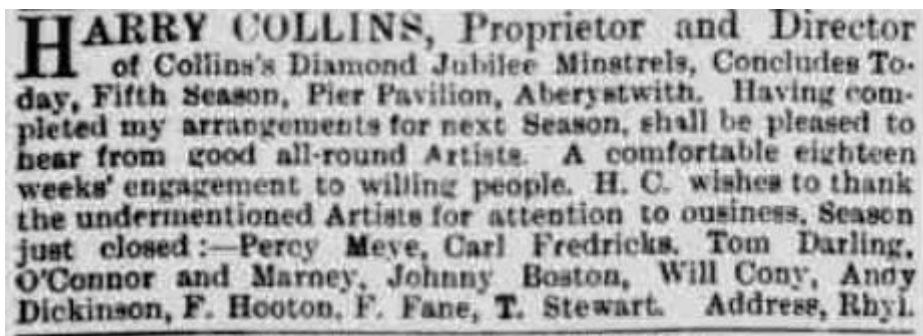 HARRY COLLINS, Proprietor and Director
of Collins's Diamond Jubilee Minstrels, Concludes To-
day, Fifth Season, Pier Pavilion, Aberystwith. Having com-
pleted my arrangements for next Season, shall be pleased to
hear from good all-round Artists. A comfortable eighteen
weeks' engagement to willing people. H. C. wishes to thank
the undermentioned Artists for attention to ousiness, Season
just closed :—Percy Meye, Carl Fredricks, Tom Darling,
O'Connor and Marney, Johnny Boston, Will Cony, Andy
Dickinson, F. Hooton, F. Fane, T. Stewart. Address, Rhyl.